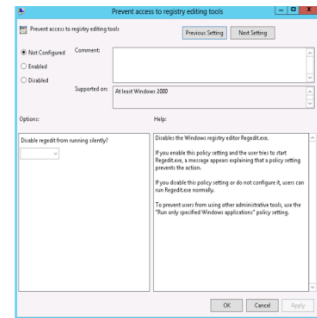 Prevent access to registry editing tools
Prevent access to registry editing tools
Previous Setting
Next Setting
Not Configured
Comment:
Enabled
Disabled
Supported on:
At least Windows 2000
Options:
Help:
Disable regedit from running silently?
Disables the Windows registry editor Regedit.exe.
If you enable this policy setting and the user tries to start
Regedit.exe, a message appears explaining that a policy setting
prevents the action.
If you disable this policy setting or do not configure it, users can
run Regedit.exe normally.
To prevent users from using other administrative tools, use the
"Run only specified Windows applications" policy setting.
OK
Cancel
Apply